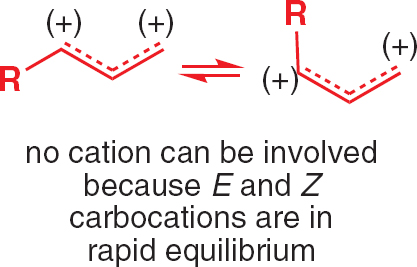 R
(+) (+)
R
(+)
(+)
no cation can be involved
because E and Z
carbocations are in
rapid equilibrium